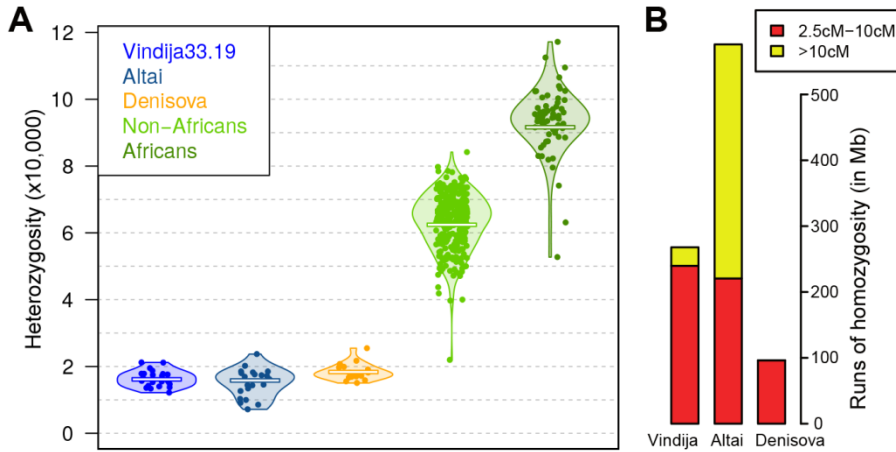 A
Heterozygosity (x10,000)
12
10
8
6
4
2
0
Vindija33.19
Altai
Denisova
Non−Africans
Africans
B
2.5cM−10cM
>10cM
Runs of homozygosity (in Mb)
500
400
300
200
100
0
Vindija Altai Denisova